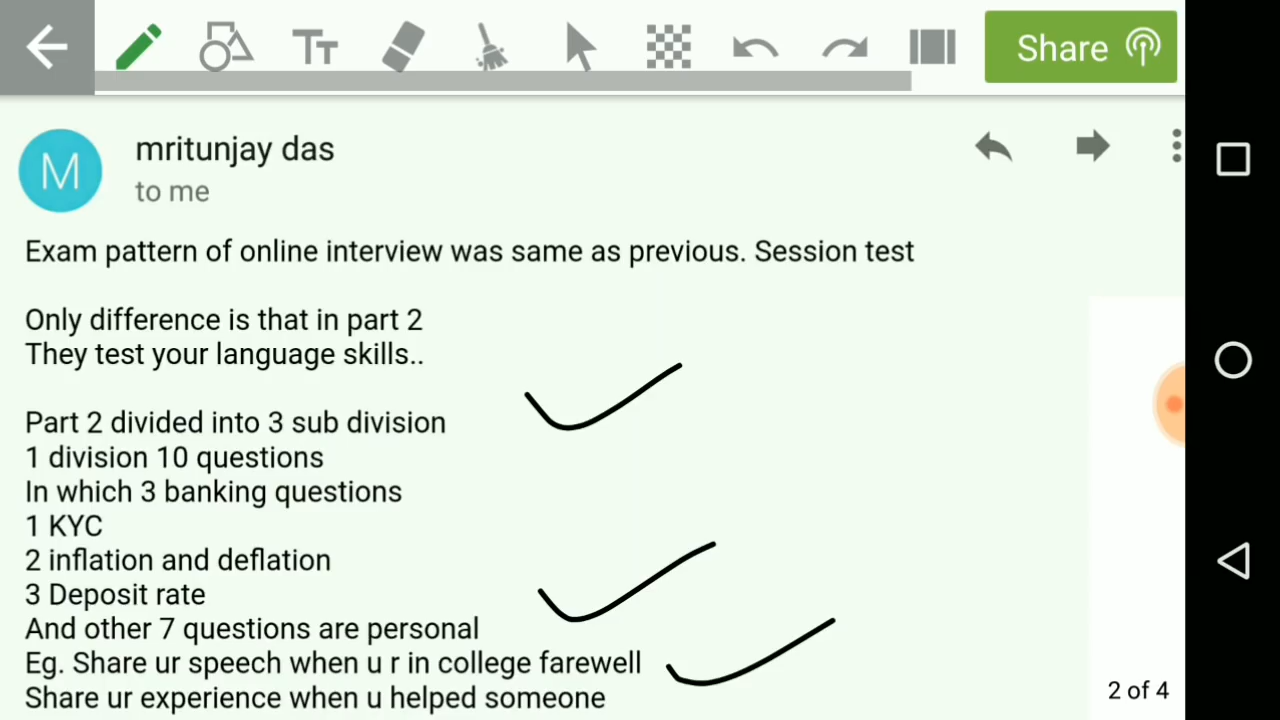 Share
M
mritunjay das
to me
Exam pattern of online interview was same as previous. Session test
Only difference is that in part 2
They test your language skills..
Part 2 divided into 3 sub division
1 division 10 questions
In which 3 banking questions
1 KYC
2 inflation and deflation
3 Deposit rate
And other 7 questions are personal
Eg. Share ur speech when u r in college farewell
Share ur experience when u helped someone
2 of 4